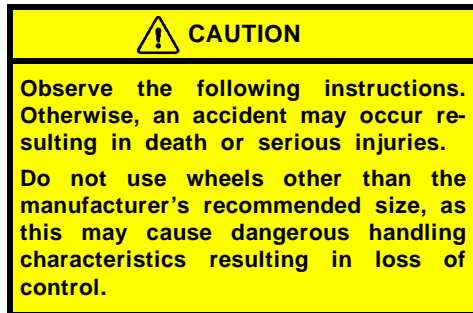 CAUTION
Observe the following instructions.
Otherwise, an accident may occur re-
sulting in death or serious injuries.
Do not use wheels other than the
manufacturer's recommended size, as
this may cause dangerous handling
characteristics resulting in loss of
control.